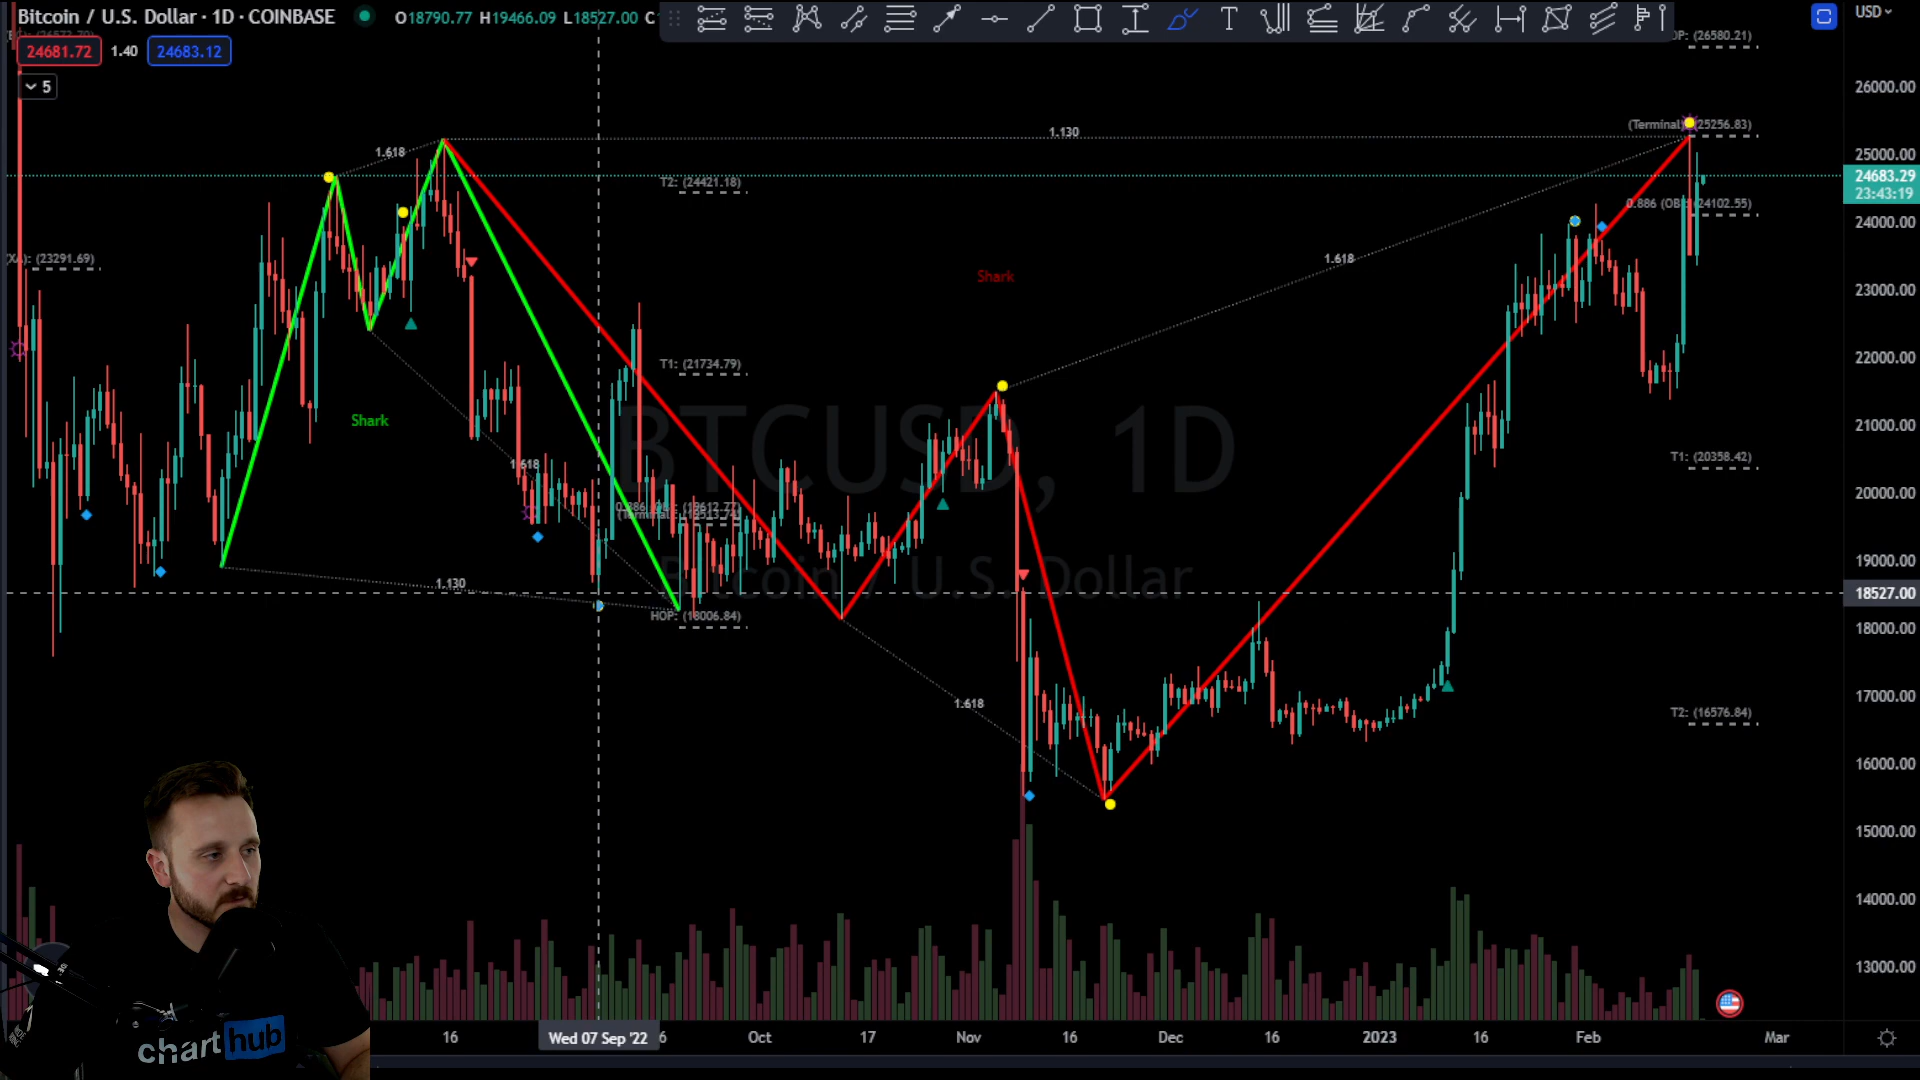 Bitcoin / U.S. Dollar · 1D · COINBASE O18790.77 H19466.09 L18527.00 C
USD
24681.72 1.40 24683.12
(26580.21)
5
26000.00
(Terminal) (25256.83)
1.130
1.618
25000.00
24683.29
23:43:19
T2: (24421.18)
0.886 (24102.55)
24000.00
(23291.69)
1.618
Shark
23000.00
T1: (21734.79)
22000.00
Shark
BTCUSD, 1D
21000.00
T1: (20358.42)
1.618
20000.00
19000.00
Bitcoin / U.S. Dollar
1.130
18527.00
HOP: (18006.84)
18000.00
1.618
17000.00
T2: (16576.84)
16000.00
15000.00
14000.00
13000.00
16 Wed 07 Sep '22 6 Oct 17 Nov 16 Dec 16 2023 16 Feb Mar
chart hub